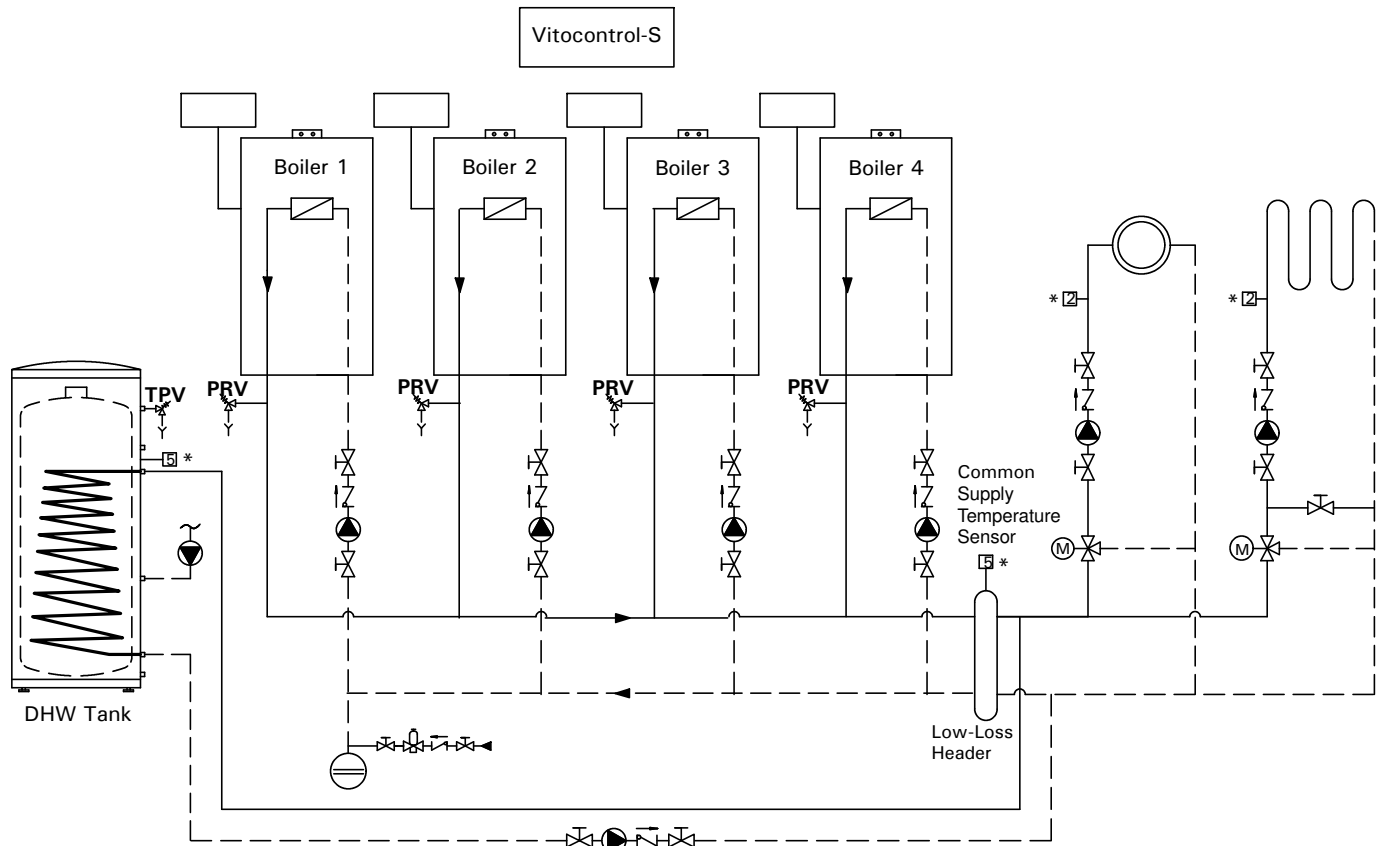 Vitocontrol-S
Boiler 1
Boiler 2
Boiler 3
Boiler 4
* 2
* 2
TPV
PRV
PRV
PRV
PRV
5 *
Common
Supply
Temperature
Sensor
5 *
M
M
DHW Tank
Low-Loss
Header